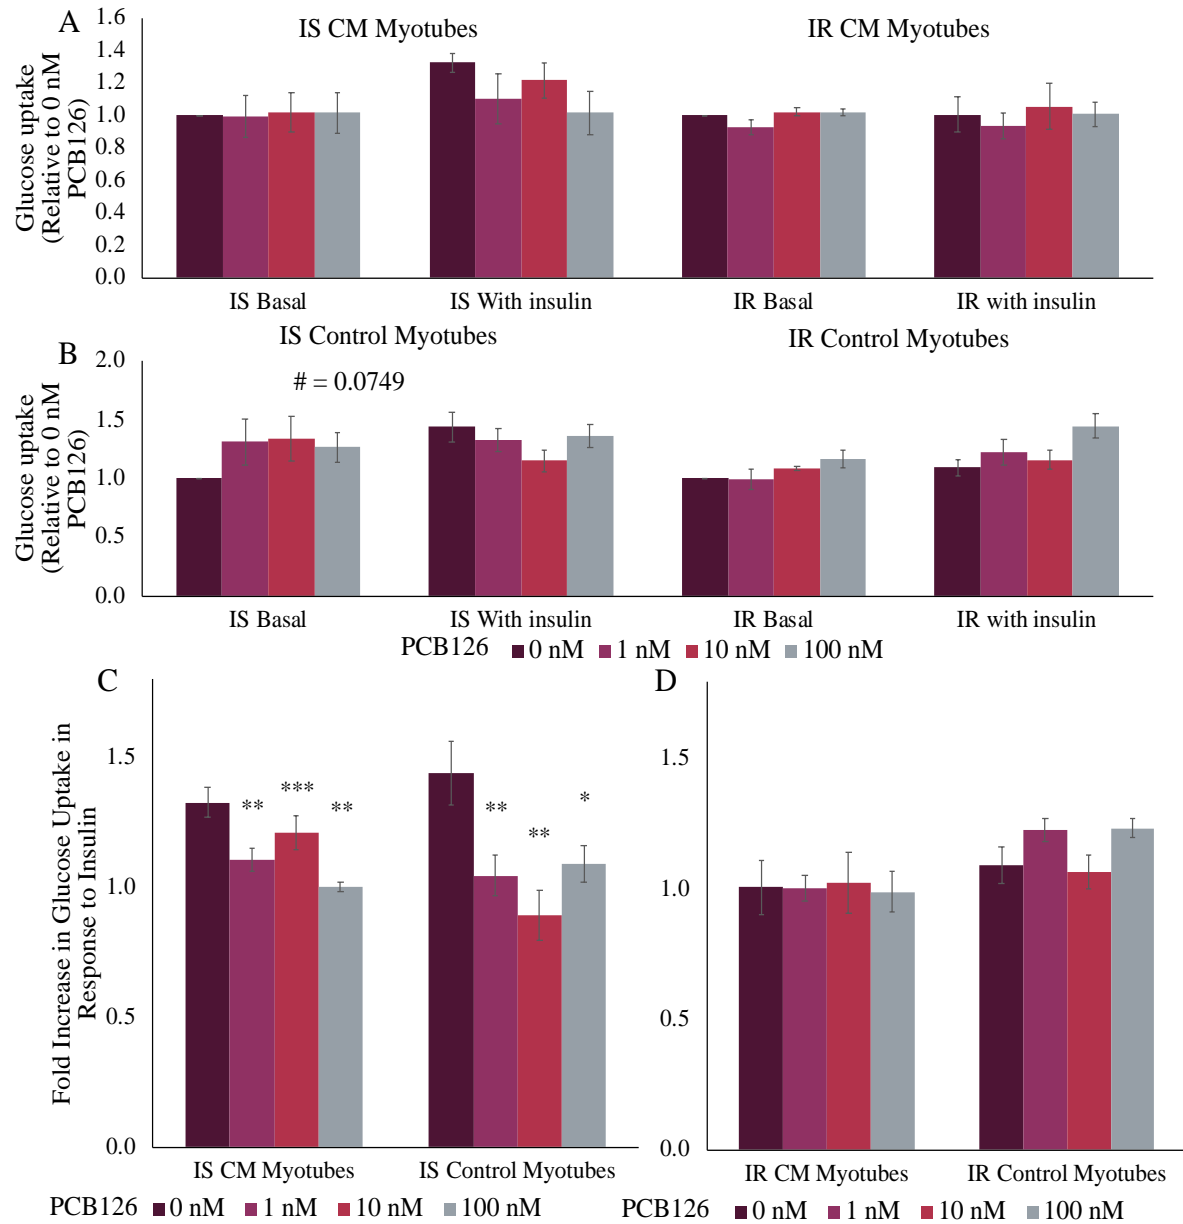 A
IS CM Myotubes
IR CM Myotubes
Glucose uptake
(Relative to 0 nM
PCB126)
1.6
1.4
1.2
1.0
0.8
0.6
0.4
0.2
0.0
IS Basal
IS With insulin
IR Basal
IR with insulin
B
IS Control Myotubes
IR Control Myotubes
# = 0.0749
Glucose uptake
(Relative to 0 nM
PCB126)
2.0
1.5
1.0
0.5
0.0
IS Basal
IS With insulin
IR Basal
IR with insulin
PCB126 0 nM 1 nM 10 nM 100 nM
C
Fold Increase in Glucose Uptake in
Response to Insulin
1.5
1.0
0.5
0.0
** *** **
** ** *
IS CM Myotubes
IS Control Myotubes
PCB126 0 nM 1 nM 10 nM 100 nM
D
1.5
1.0
0.5
0.0
IR CM Myotubes
IR Control Myotubes
PCB126 0 nM 1 nM 10 nM 100 nM